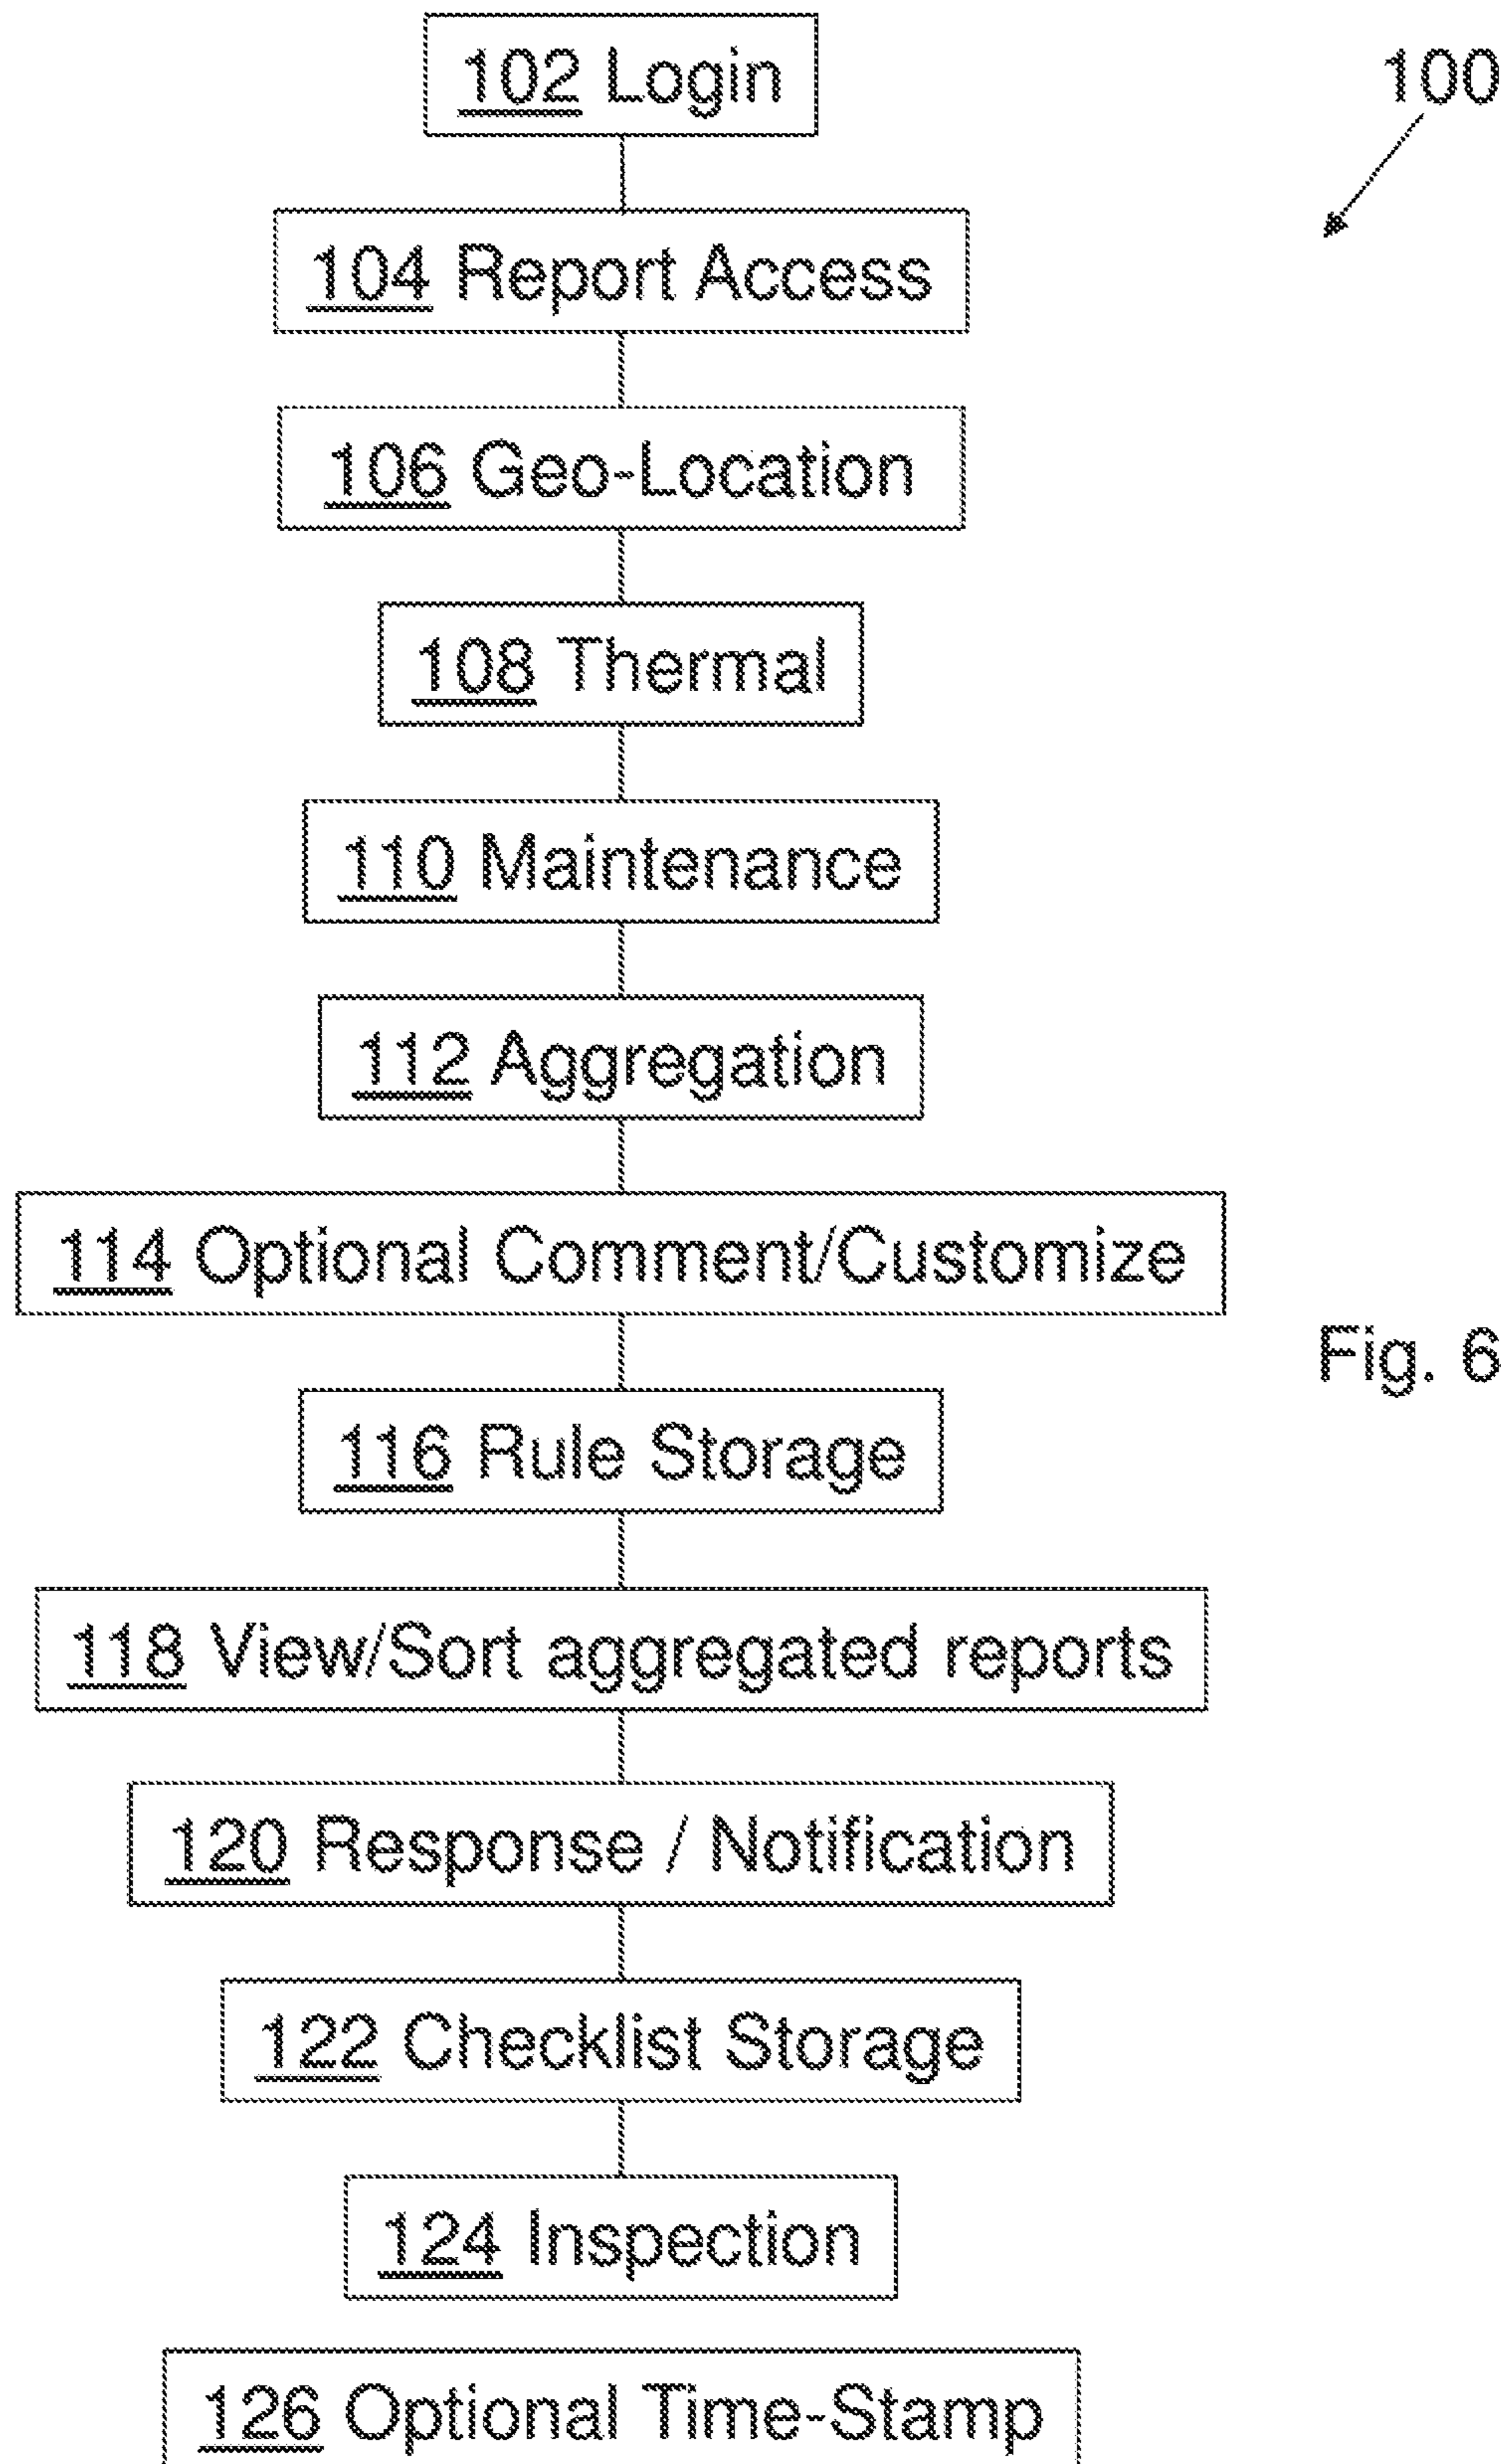 102 Login
100
104 Report Access
106 Geo-Location
108 Thermal
110 Maintenance
112 Aggregation
114 Optional Comment/Customize
Fig. 6
116 Rule Storage
118 View/Sort aggregated reports
120 Response / Notification
122 Checklist Storage
124 Inspection
126 Optional Time-Stamp